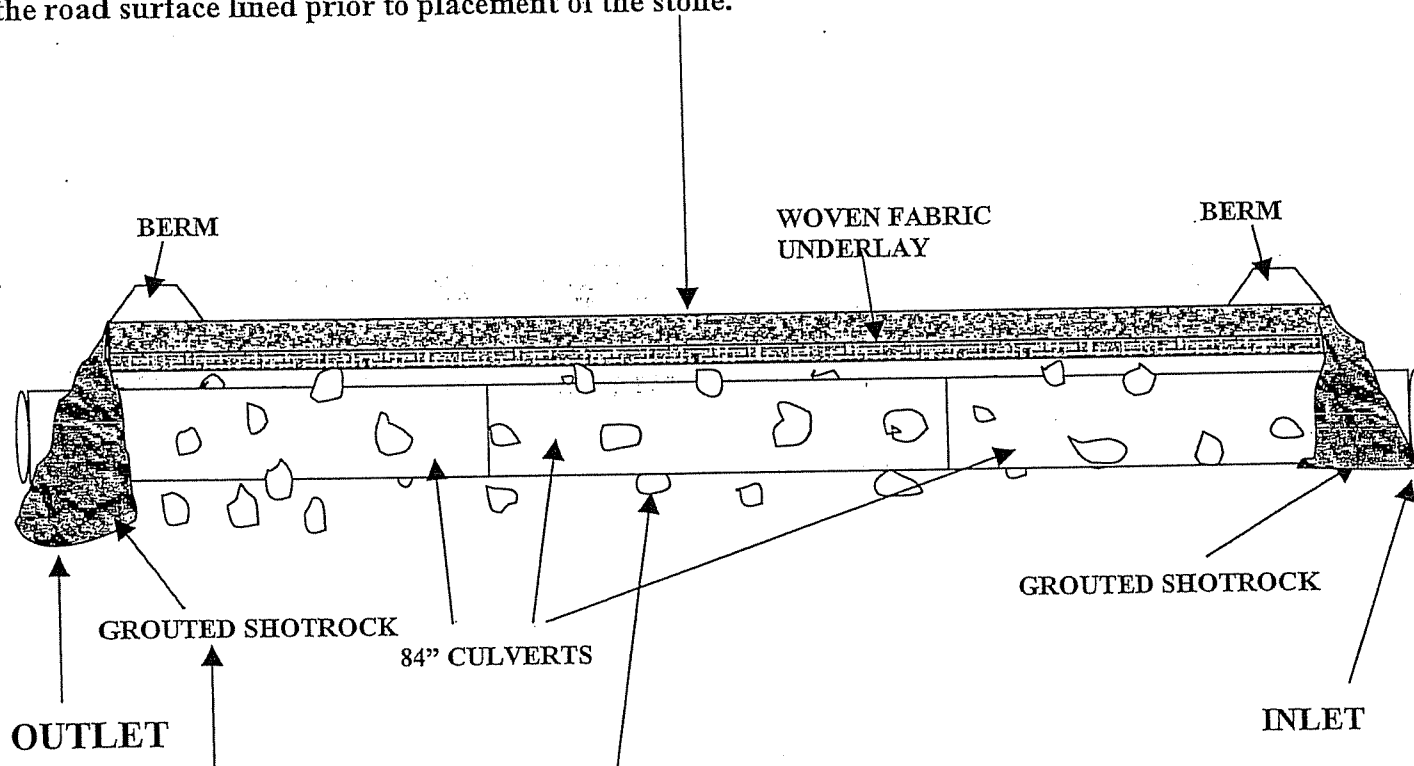 the road surface lined prior to placement of the stone.
BERM
WOVEN FABRIC
UNDERLAY
BERM
GROUTED SHOTROCK
GROUTED SHOTROCK
84" CULVERTS
OUTLET
INLET